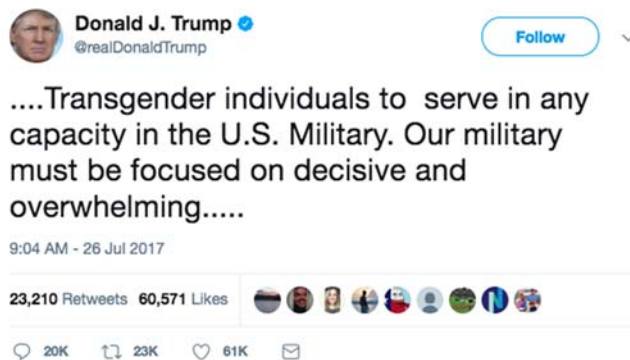 Donald J. Trump
@realDonaldTrump
Follow
....Transgender individuals to serve in any
capacity in the U.S. Military. Our military
must be focused on decisive and
overwhelming.....
9:04 AM - 26 Jul 2017
23,210 Retweets 60,571 Likes
20K 23K 61K